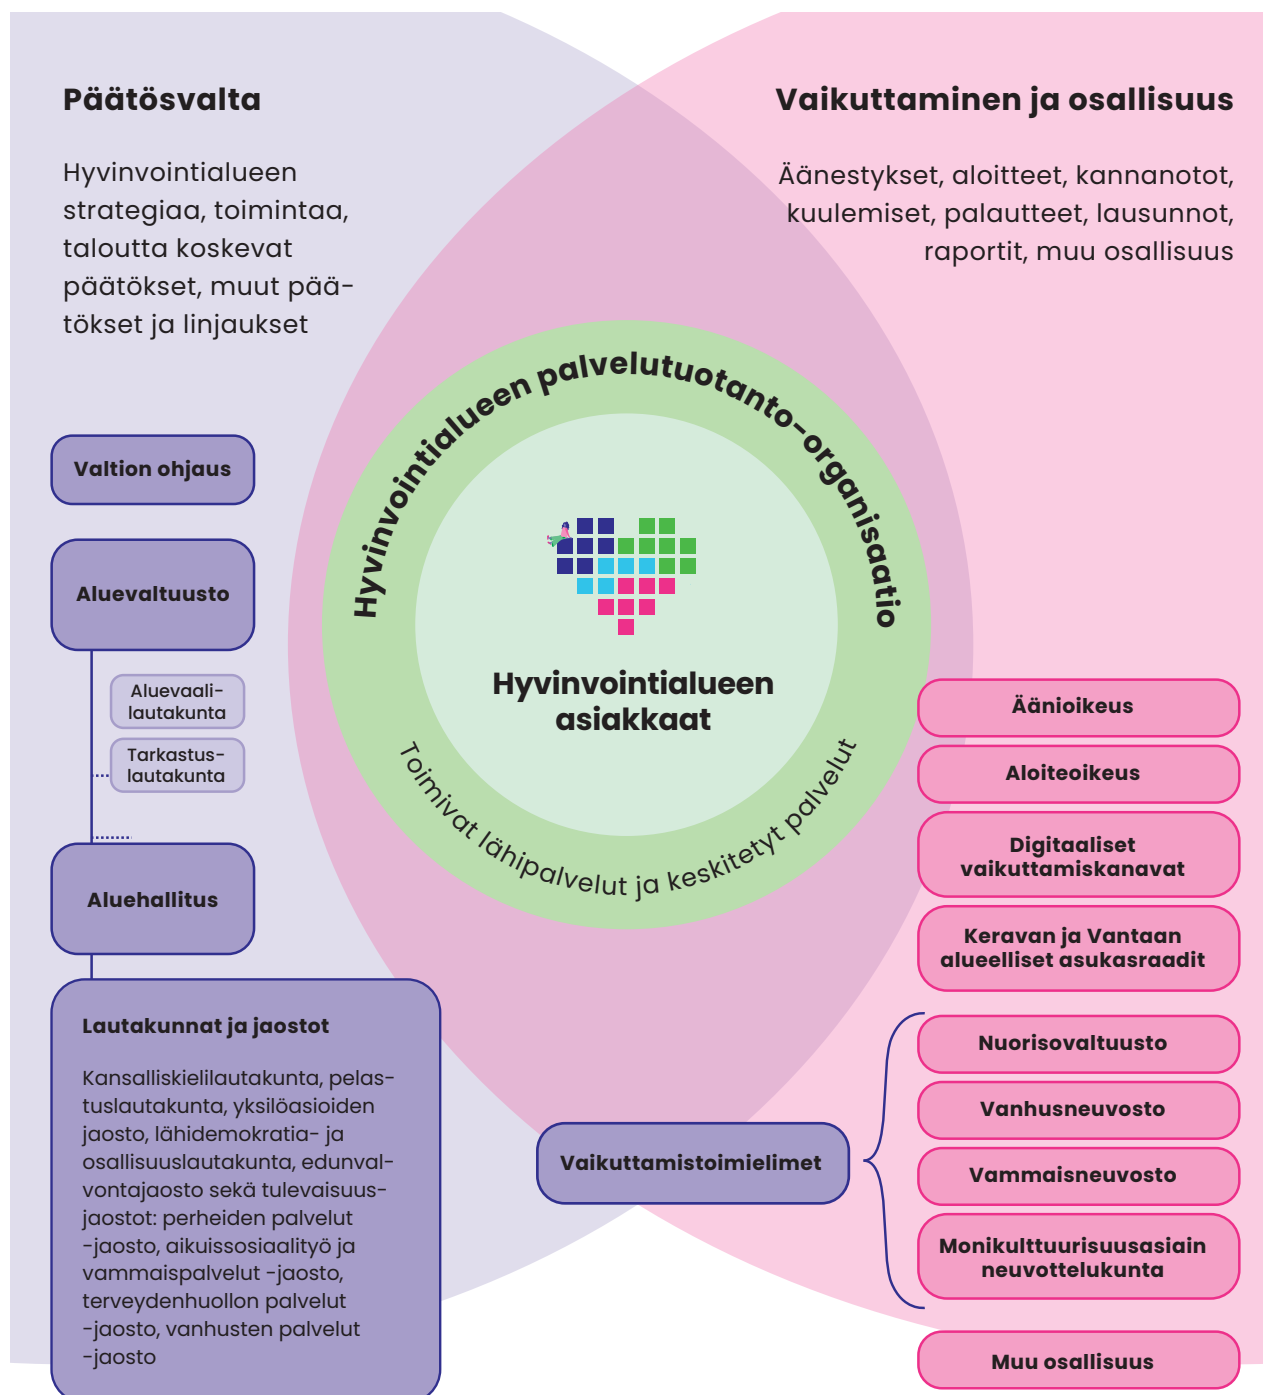 Päätösvalta
Hyvinvointialueen
strategiaa, toimintaa,
taloutta koskevat
päätökset, muut pää-
tökset ja linjaukset
Vaikuttaminen ja osallisuus
Äänestykset, aloitteet, kannanotot,
kuulemiset, palautteet, lausunnot,
raportit, muu osallisuus
Hyvinvointialueen palvelutuotanto-organisaatio
Hyvinvointialueen
asiakkaat
Toimivat lähipalvelut ja keskitetyt palvelut
Valtion ohjaus
Aluevaltuusto
Aluevaali-
lautakunta
Tarkastus-
lautakunta
Aluehallitus
Lautakunnat ja jaostot
Kansalliskielilautakunta, pelas-
tuslautakunta, yksilöasioiden
jaosto, lähidemokratia- ja
osallisuuslautakunta, edunval-
vontajaosto sekä tulevaisuus-
jaostot: perheiden palvelut
-jaosto, aikuissosiaalityö ja
vammaispalvelut -jaosto,
terveydenhuollon palvelut
-jaosto, vanhusten palvelut
-jaosto
Vaikuttamistoimielimet
Äänioikeus
Aloiteoikeus
Digitaaliset
vaikuttamiskanavat
Keravan ja Vantaan
alueelliset asukasraadit
Nuorisovaltuusto
Vanhusneuvosto
Vammaisneuvosto
Monikulttuurisuusasiain
neuvottelukunta
Muu osallisuus